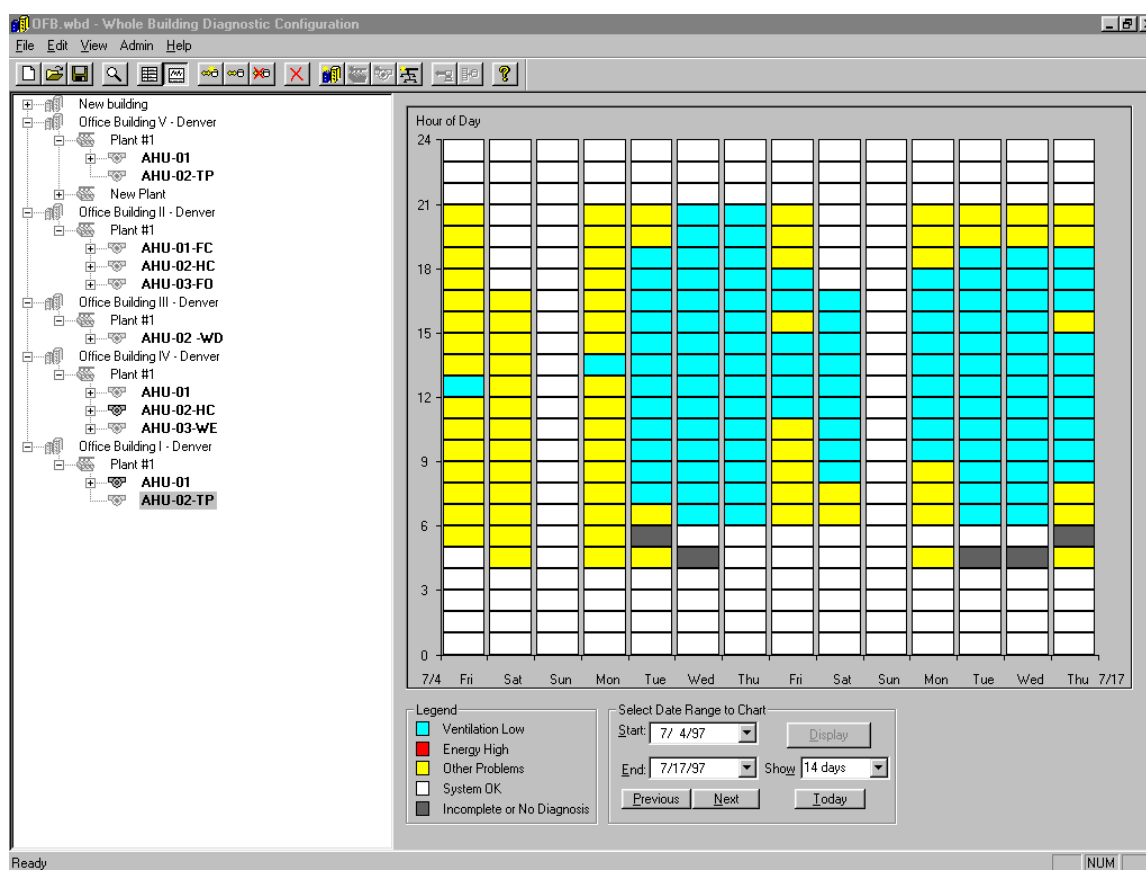 OFB.wbd - Whole Building Diagnostic Configuration
File Edit View Admin Help
New building
Office Building V - Denver
Plant #1
AHU-01
AHU-02-TP
New Plant
Office Building II - Denver
Plant #1
AHU-01-FC
AHU-02-HC
AHU-03-FO
Office Building III - Denver
Plant #1
AHU-02 -WD
Office Building IV - Denver
Plant #1
AHU-01
AHU-02-HC
AHU-03-WE
Office Building I - Denver
Plant #1
AHU-01
AHU-02-TP
Hour of Day
24
21
18
15
12
9
6
3
0
7/4 Fri Sat Sun Mon Tue Wed Thu Fri Sat Sun Mon Tue Wed Thu 7/17
Legend
Ventilation Low
Energy High
Other Problems
System OK
Incomplete or No Diagnosis
Select Date Range to Chart
Start: 7/ 4/97 Display
End: 7/17/97 Show 14 days
Previous Next Today
Ready NUM